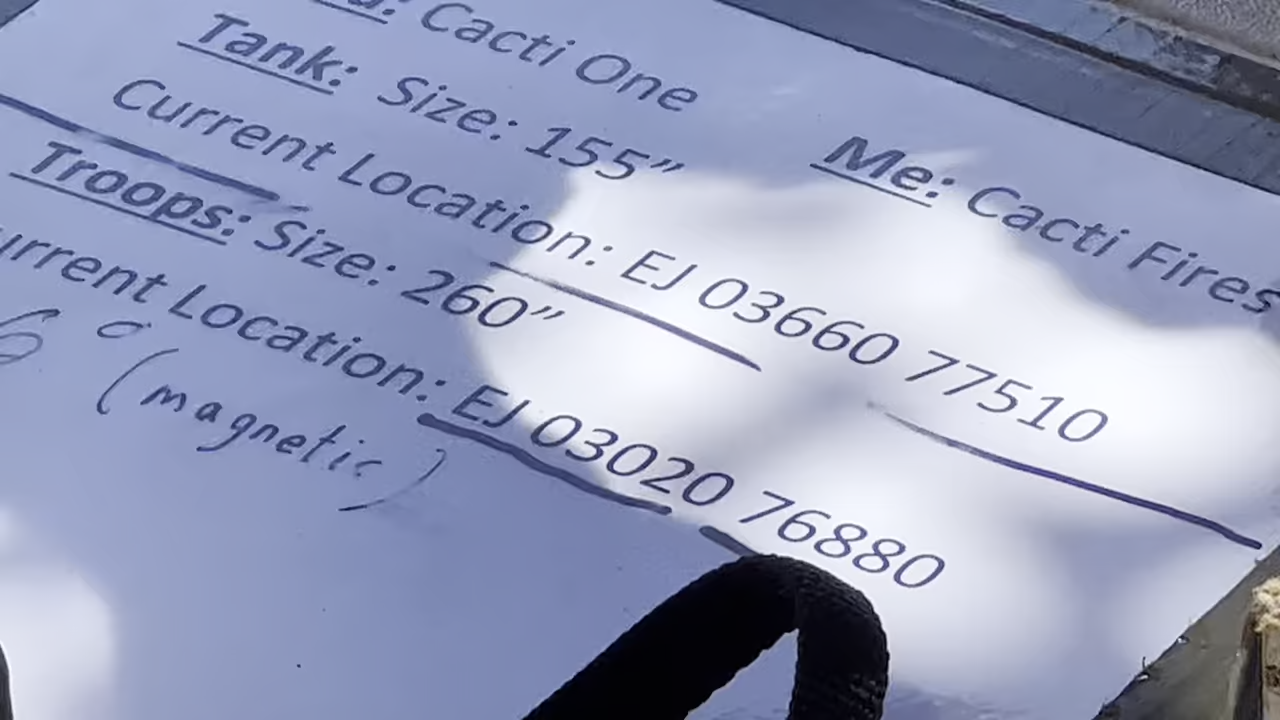 Cacti One
Me: Cacti Fires
Tank: Size: 155”
Current Location: EJ 03660 77510
Troops: Size: 260”
urrent Location: EJ 03020 76880
6° (magnetic)